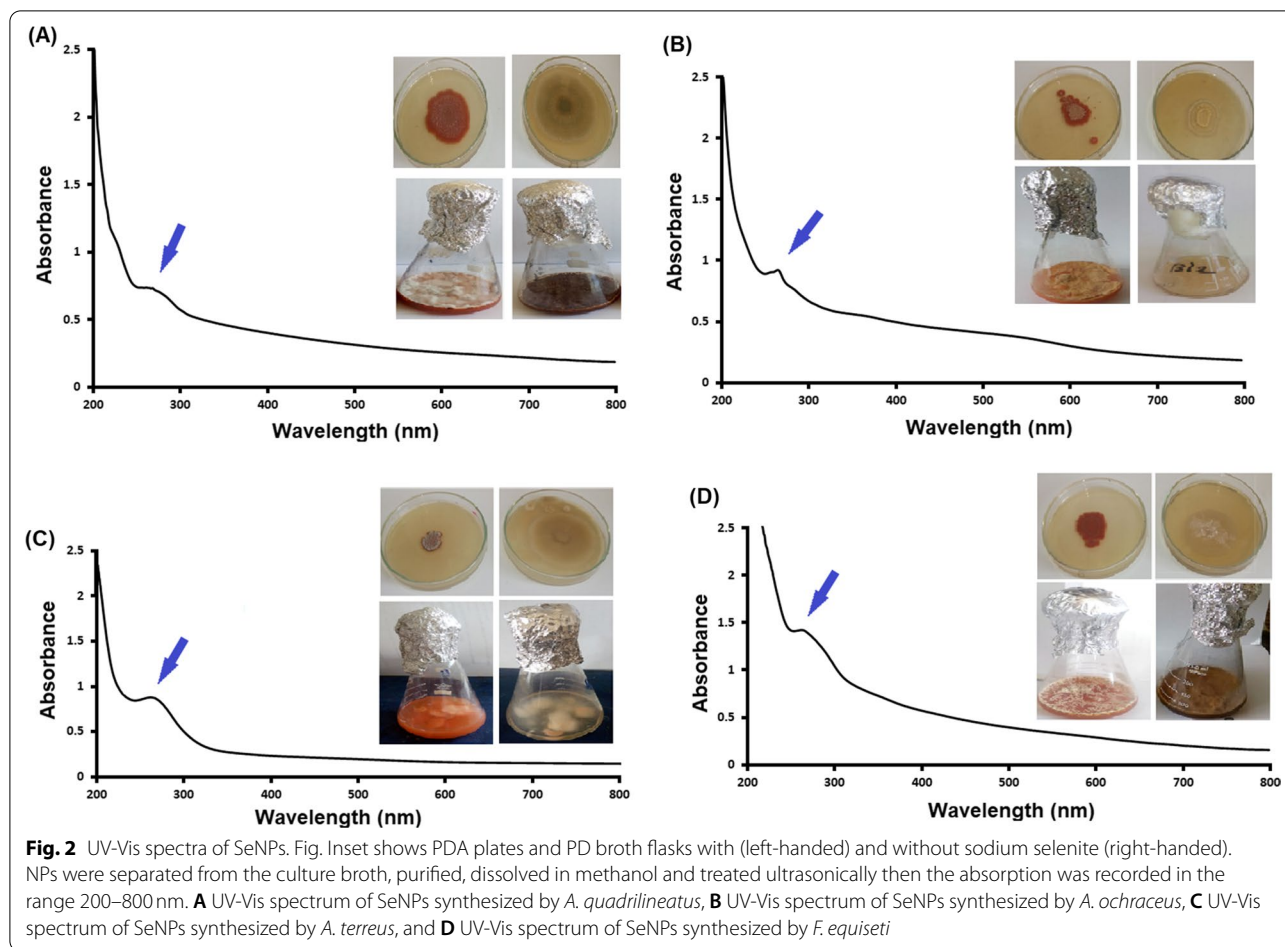 (A)
2.5
2
1.5
1
0.5
0
Absorbance
200 300 400 500 600 700 800
Wavelength (nm)
(B)
2.5
2
1.5
1
0.5
0
Absorbance
200 300 400 500 600 700 800
Wavelength (nm)
(C)
2.5
2
1.5
1
0.5
0
Absorbance
200 300 400 500 600 700 800
Wavelength (nm)
(D)
2.5
2
1.5
1
0.5
0
Absorbance
200 300 400 500 600 700 800
Wavelength (nm)
Fig. 2 UV-Vis spectra of SeNPs. Fig. Inset shows PDA plates and PD broth flasks with (left-handed) and without sodium selenite (right-handed).
NPs were separated from the culture broth, purified, dissolved in methanol and treated ultrasonically then the absorption was recorded in the
range 200–800 nm. A UV-Vis spectrum of SeNPs synthesized by A. quadrilineatus, B UV-Vis spectrum of SeNPs synthesized by A. ochraceus, C UV-Vis
spectrum of SeNPs synthesized by A. terreus, and D UV-Vis spectrum of SeNPs synthesized by F. equiseti